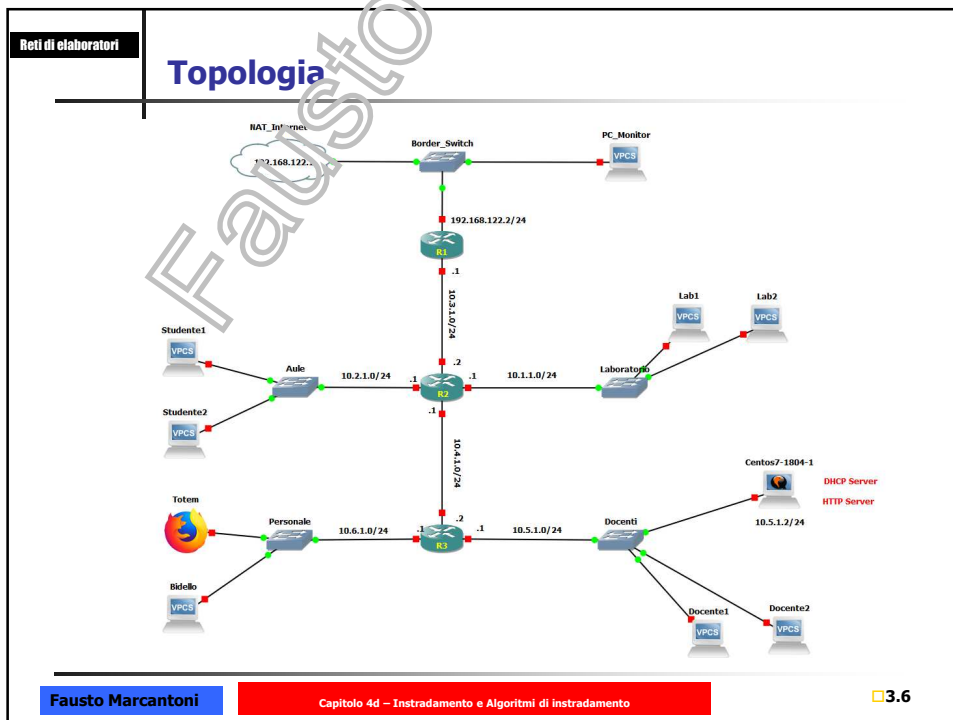 Reti di elaboratori
Topologia
Fausto
NAT_Internet
Border_Switch
PC_Monitor
VPCS
192.168.122.2/24
R1
.1
10.3.1.0/24
Lab1
Lab2
VPCS
VPCS
Studente1
VPCS
.2
Aule
10.2.1.0/24
.1
R2
.1
10.1.1.0/24
Laboratorio
.1
Studente2
VPCS
10.4.1.0/24
Centos7-1804-1
DHCP Server
HTTP Server
10.5.1.2/24
Totem
Personale
10.6.1.0/24
.1
.2
R3
.1
10.5.1.0/24
Docenti
Bidello
VPCS
Docente1
VPCS
Docente2
VPCS
Fausto Marcantoni
Capitolo 4d – Instradamento e Algoritmi di instradamento
3.6